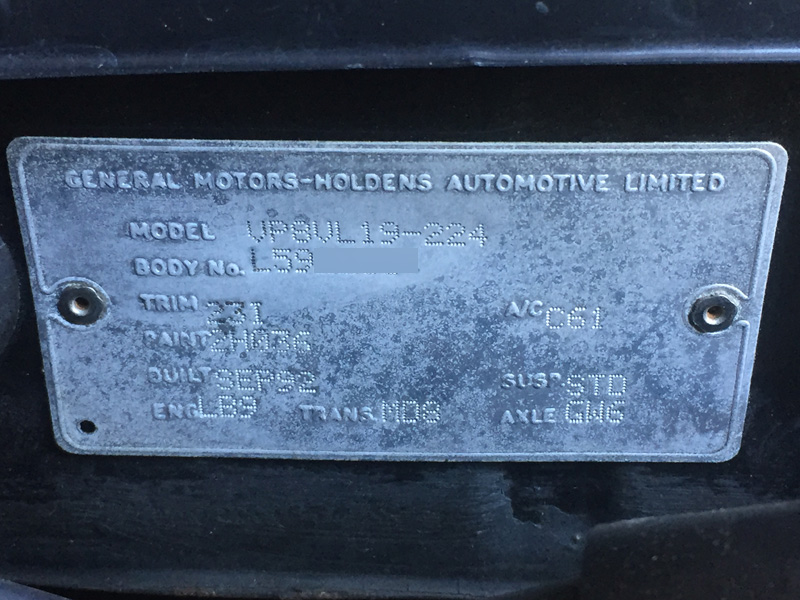 GENERAL MOTORS-HOLDENS AUTOMOTIVE LIMITED
MODEL VP8VL19-224
BODY No. L59
TRIM 231 A/C C61
PAINT
BUILT SEP92 SUSP. STD
ENG LB9 TRANS. MD8 AXLE GW6